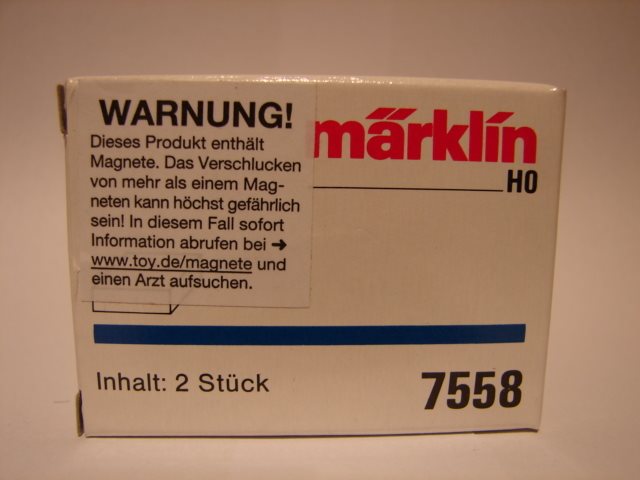 WARNUNG!
Dieses Produkt enthält
Magnete. Das Verschlucken
von mehr als einem Mag-
neten kann höchst gefährlich
sein! In diesem Fall sofort
Information abrufen bei ➔
www.toy.de/magnete und
einen Arzt aufsuchen.
märklin
H0
Inhalt: 2 Stück
7558